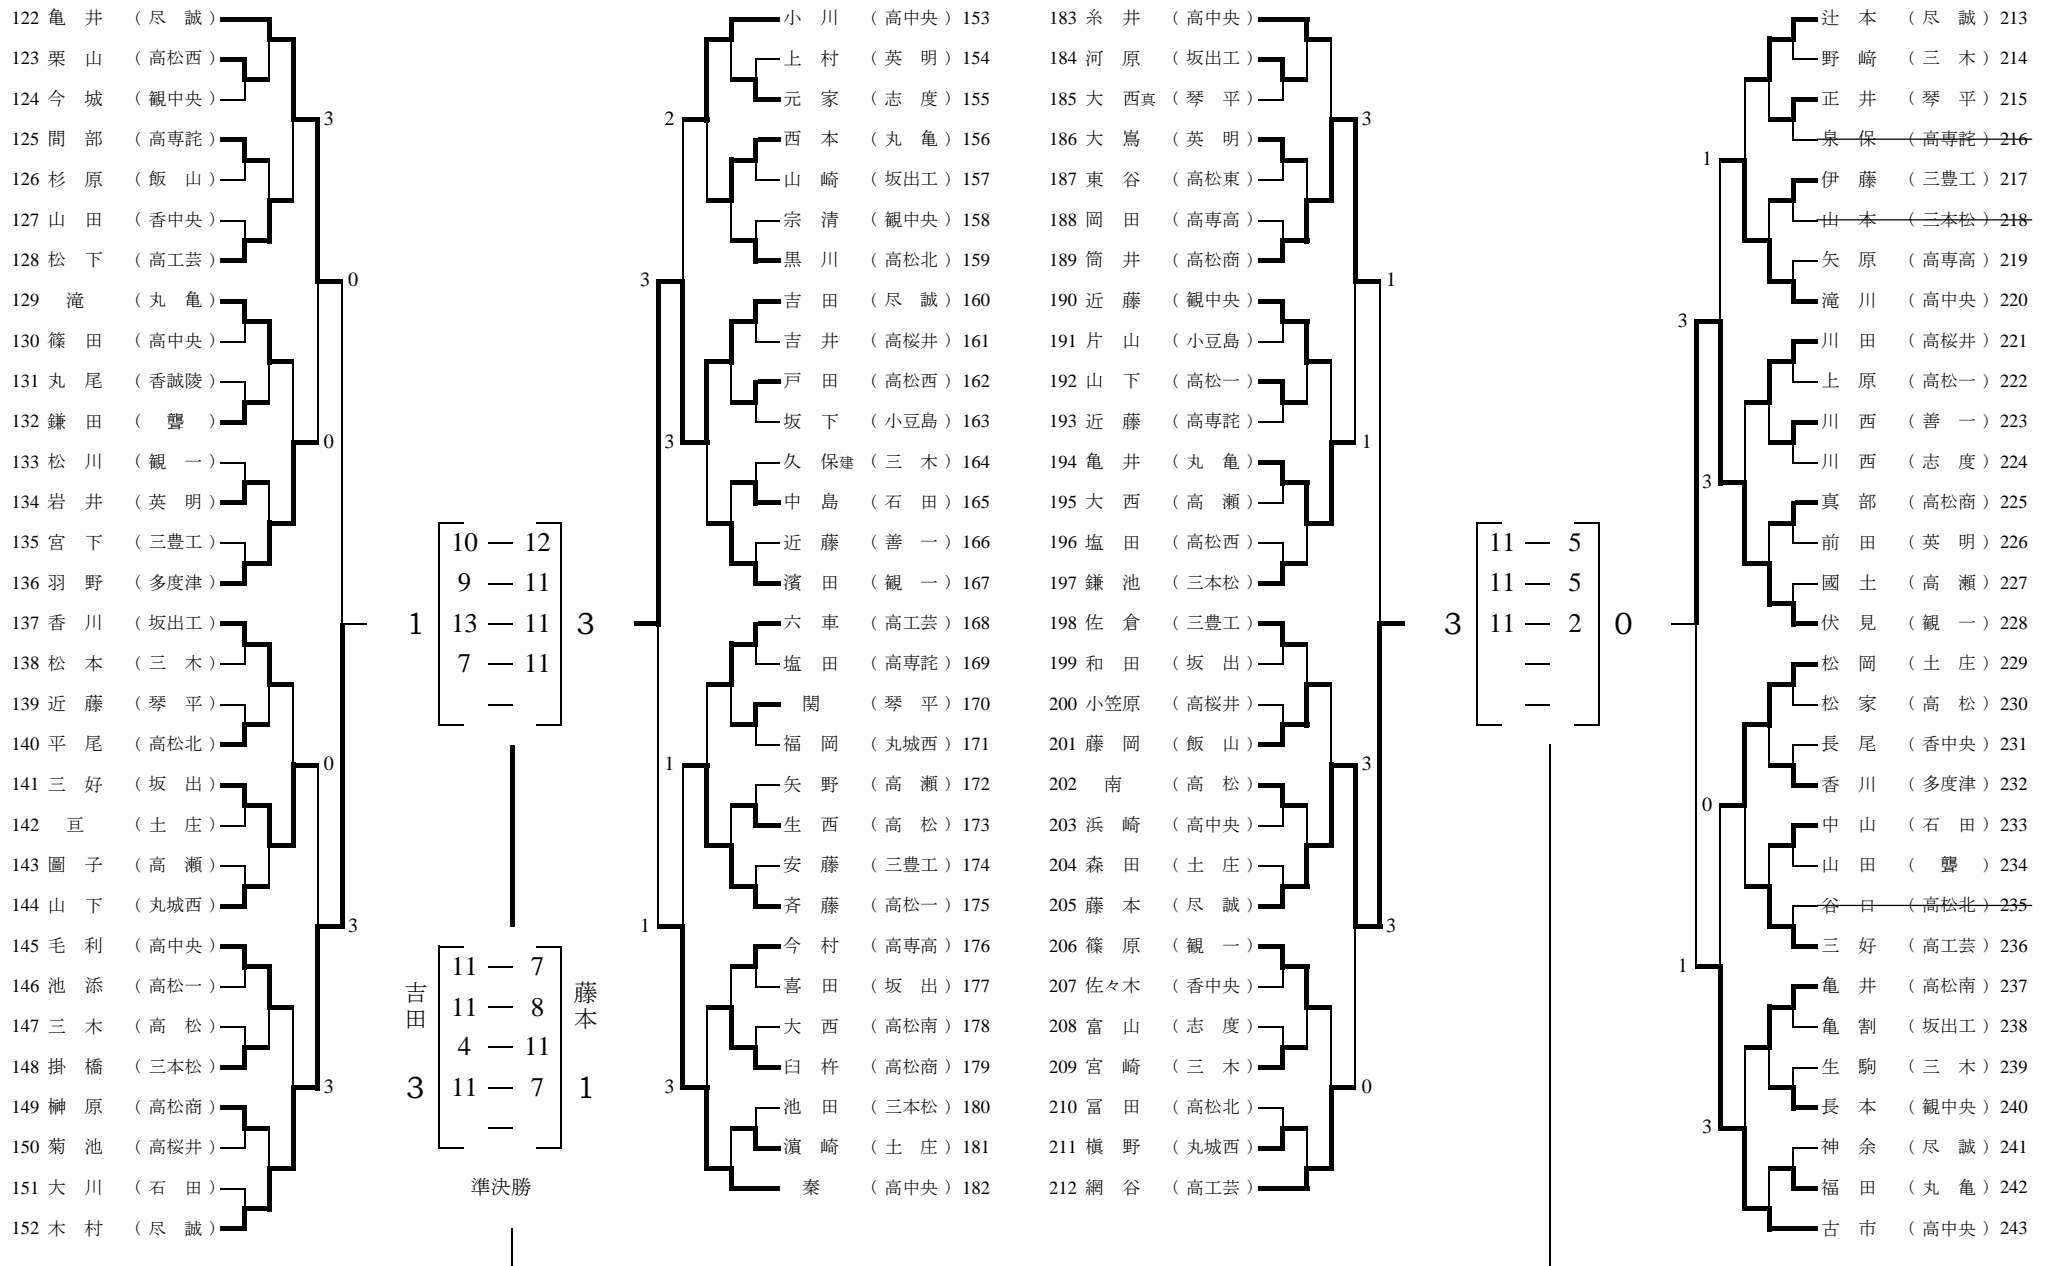 122 亀 井 （ 尽 誠 ）
123 栗 山 （ 高松西 ）
124 今 城 （ 観中央 ）
125 間 部 （ 高専詫 ）
126 杉 原 （ 飯 山 ）
127 山 田 （ 香中央 ）
128 松 下 （ 高工芸 ）
129 滝 （ 丸 亀 ）
130 篠 田 （ 高中央 ）
131 丸 尾 （ 香誠陵 ）
132 鎌 田 （ 聾 ）
133 松 川 （ 観 一 ）
134 岩 井 （ 英 明 ）
135 宮 下 （ 三豊工 ）
136 羽 野 （ 多度津 ）
137 香 川 （ 坂出工 ）
138 松 本 （ 三 木 ）
139 近 藤 （ 琴 平 ）
140 平 尾 （ 高松北 ）
141 三 好 （ 坂 出 ）
142 亘 （ 土 庄 ）
143 圖 子 （ 高 瀬 ）
144 山 下 （ 丸城西 ）
145 毛 利 （ 高中央 ）
146 池 添 （ 高松一 ）
147 三 木 （ 高 松 ）
148 掛 橋 （ 三本松 ）
149 榊 原 （ 高松商 ）
150 菊 池 （ 高桜井 ）
151 大 川 （ 石 田 ）
152 木 村 （ 尽 誠 ）
3
0
0
0
3
3
1
10 — 12
9 — 11
13 — 11
7 — 11
—
3
吉田
3
11 — 7
11 — 8
4 — 11
11 — 7
—
藤本
1
準決勝
2
3
3
1
1
3
小 川 （ 高中央 ） 153
上 村 （ 英 明 ） 154
元 家 （ 志 度 ） 155
西 本 （ 丸 亀 ） 156
山 崎 （ 坂出工 ） 157
宗 清 （ 観中央 ） 158
黒 川 （ 高松北 ） 159
吉 田 （ 尽 誠 ） 160
吉 井 （ 高桜井 ） 161
戸 田 （ 高松西 ） 162
坂 下 （ 小豆島 ） 163
久 保建 （ 三 木 ） 164
中 島 （ 石 田 ） 165
近 藤 （ 善 一 ） 166
濱 田 （ 観 一 ） 167
六 車 （ 高工芸 ） 168
塩 田 （ 高専詫 ） 169
関 （ 琴 平 ） 170
福 岡 （ 丸城西 ） 171
矢 野 （ 高 瀬 ） 172
生 西 （ 高 松 ） 173
安 藤 （ 三豊工 ） 174
斉 藤 （ 高松一 ） 175
今 村 （ 高専高 ） 176
喜 田 （ 坂 出 ） 177
大 西 （ 高松南 ） 178
臼 杵 （ 高松商 ） 179
池 田 （ 三本松 ） 180
濵 崎 （ 土 庄 ） 181
秦 （ 高中央 ） 182
183 糸 井 （ 高中央 ）
184 河 原 （ 坂出工 ）
185 大 西真 （ 琴 平 ）
186 大 嶌 （ 英 明 ）
187 東 谷 （ 高松東 ）
188 岡 田 （ 高専高 ）
189 筒 井 （ 高松商 ）
190 近 藤 （ 観中央 ）
191 片 山 （ 小豆島 ）
192 山 下 （ 高松一 ）
193 近 藤 （ 高専詫 ）
194 亀 井 （ 丸 亀 ）
195 大 西 （ 高 瀬 ）
196 塩 田 （ 高松西 ）
197 鎌 池 （ 三本松 ）
198 佐 倉 （ 三豊工 ）
199 和 田 （ 坂 出 ）
200 小笠原 （ 高桜井 ）
201 藤 岡 （ 飯 山 ）
202 南 （ 高 松 ）
203 浜 崎 （ 高中央 ）
204 森 田 （ 土 庄 ）
205 藤 本 （ 尽 誠 ）
206 篠 原 （ 観 一 ）
207 佐々木 （ 香中央 ）
208 富 山 （ 志 度 ）
209 宮 崎 （ 三 木 ）
210 冨 田 （ 高松北 ）
211 槇 野 （ 丸城西 ）
212 網 谷 （ 高工芸 ）
3
1
1
3
3
0
3
11 — 5
11 — 5
11 — 2
—
—
0
1
3
3
0
1
3
辻 本 （ 尽 誠 ） 213
野 﨑 （ 三 木 ） 214
正 井 （ 琴 平 ） 215
泉 保 （ 高専詫 ） 216
伊 藤 （ 三豊工 ） 217
山 本 （ 三本松 ） 218
矢 原 （ 高専高 ） 219
滝 川 （ 高中央 ） 220
川 田 （ 高桜井 ） 221
上 原 （ 高松一 ） 222
川 西 （ 善 一 ） 223
川 西 （ 志 度 ） 224
真 部 （ 高松商 ） 225
前 田 （ 英 明 ） 226
國 土 （ 高 瀬 ） 227
伏 見 （ 観 一 ） 228
松 岡 （ 土 庄 ） 229
松 家 （ 高 松 ） 230
長 尾 （ 香中央 ） 231
香 川 （ 多度津 ） 232
中 山 （ 石 田 ） 233
山 田 （ 聾 ） 234
谷 口 （ 高松北 ） 235
三 好 （ 高工芸 ） 236
亀 井 （ 高松南 ） 237
亀 割 （ 坂出工 ） 238
生 駒 （ 三 木 ） 239
長 本 （ 観中央 ） 240
神 余 （ 尽 誠 ） 241
福 田 （ 丸 亀 ） 242
古 市 （ 高中央 ） 243